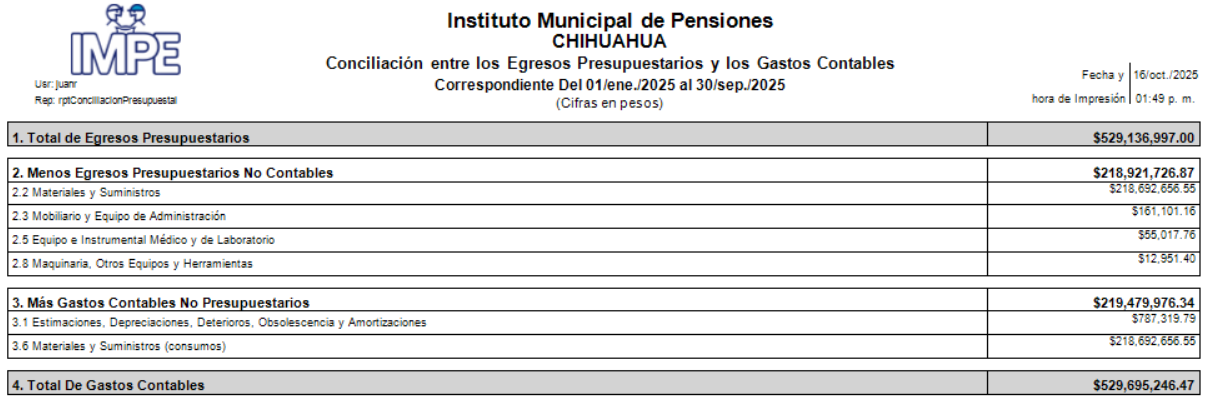 IMPE
Instituto Municipal de Pensiones
CHIHUAHUA
Conciliación entre los Egresos Presupuestarios y los Gastos Contables
Usr: juanr
Correspondiente Del 01/ene./2025 al 30/sep./2025
Fecha y 16/oct./2025
Rep: rptConciliacionPresupuestal
(Cifras en pesos)
hora de Impresión 01:49 p. m.
1. Total de Egresos Presupuestarios $529,136,997.00
2. Menos Egresos Presupuestarios No Contables $218,921,726.87
2.2 Materiales y Suministros $218,692,656.55
2.3 Mobiliario y Equipo de Administración $161,101.16
2.5 Equipo e Instrumental Médico y de Laboratorio $55,017.76
2.8 Maquinaria, Otros Equipos y Herramientas $12,951.40
3. Más Gastos Contables No Presupuestarios $219,479,976.34
3.1 Estimaciones, Depreciaciones, Deterioros, Obsolescencia y Amortizaciones $787,319.79
3.6 Materiales y Suministros (consumos) $218,692,656.55
4. Total De Gastos Contables $529,695,246.47